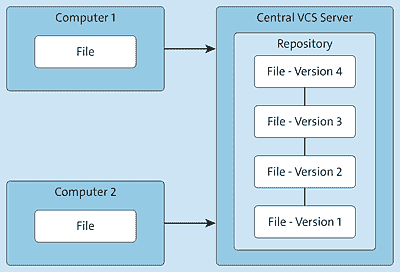 Computer 1
File
Computer 2
File
Central VCS Server
Repository
File - Version 4
File - Version 3
File - Version 2
File - Version 1